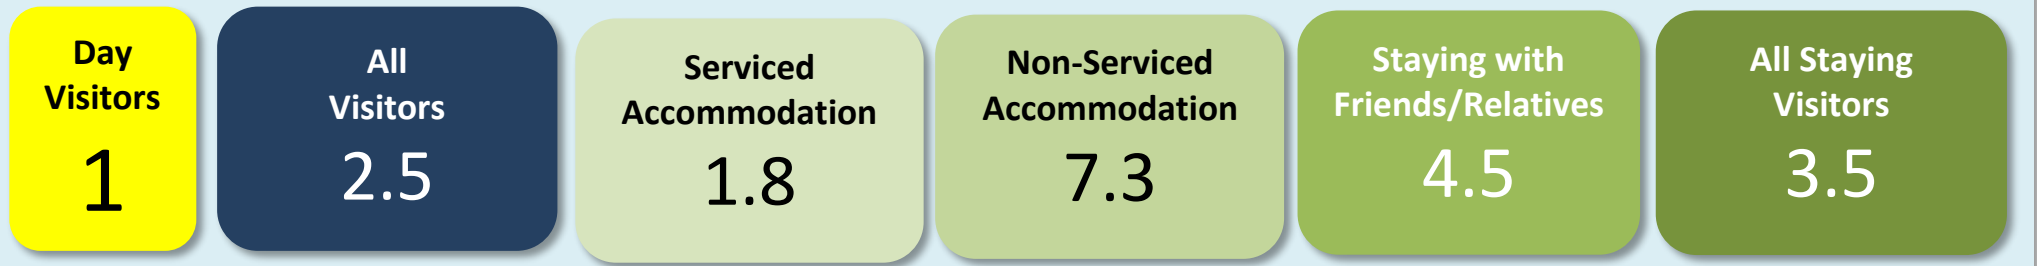 Day
Visitors
1
All
Visitors
2.5
Serviced
Accommodation
1.8
Non-Serviced
Accommodation
7.3
Staying with
Friends/Relatives
4.5
All Staying
Visitors
3.5